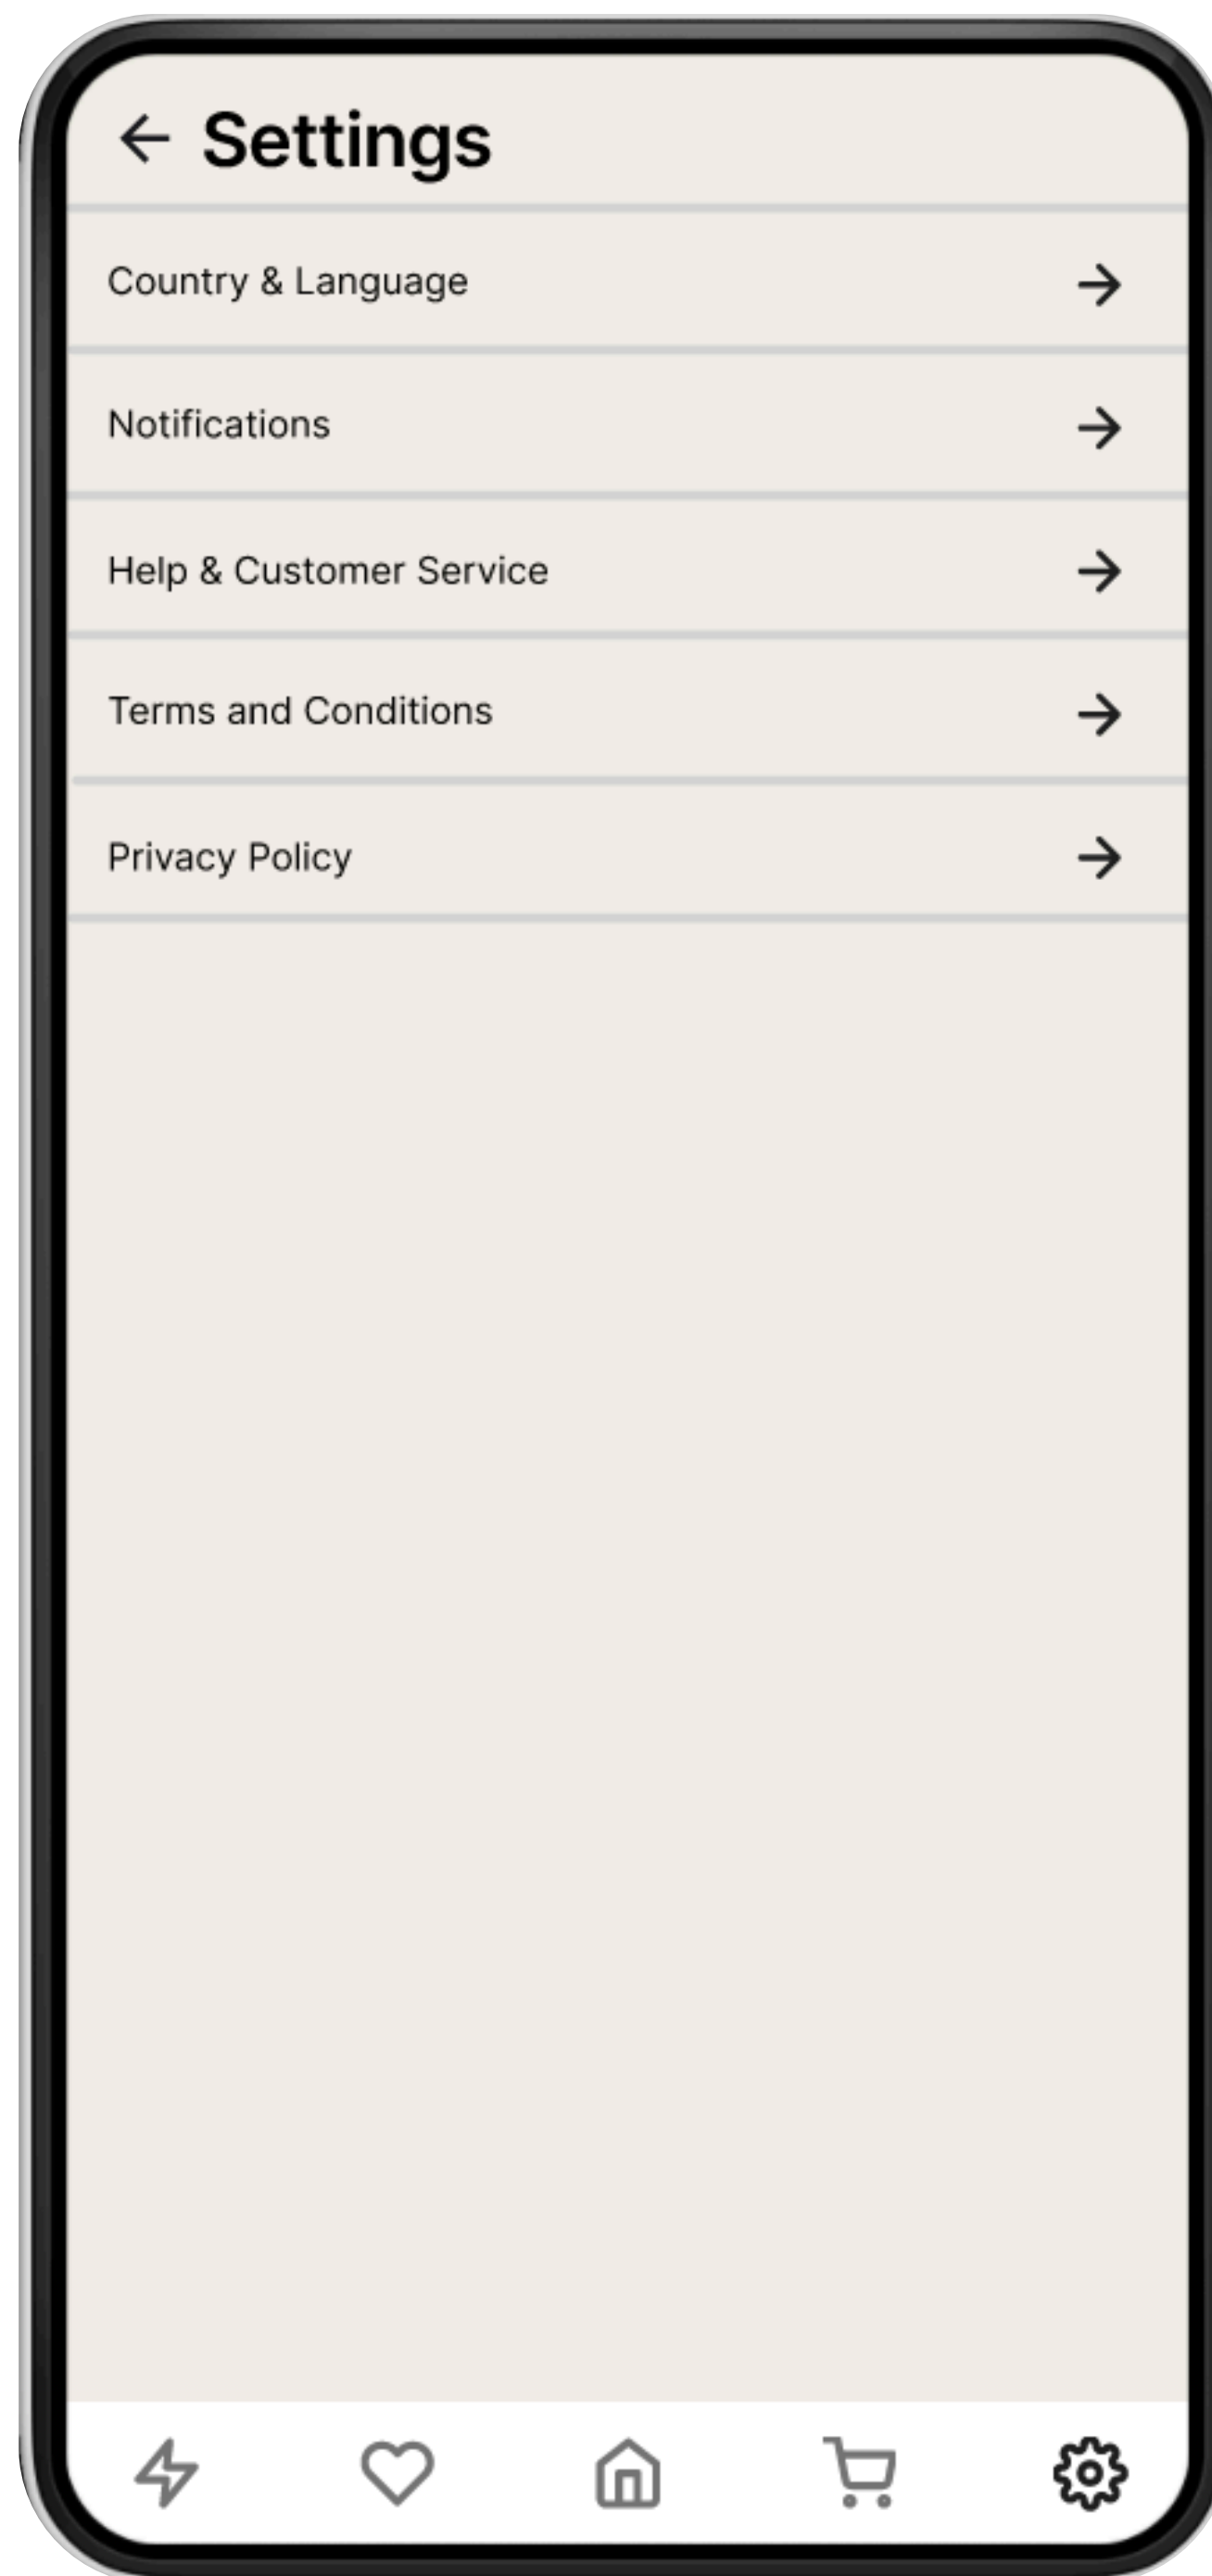 Settings
Country & Language
Notifications
Help & Customer Service
Terms and Conditions
Privacy Policy